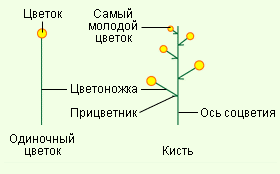 Цветок
Самый
молодой
цветок
Цветоножка
Прицветник
Ось соцветия
Одиночный
цветок
Кисть